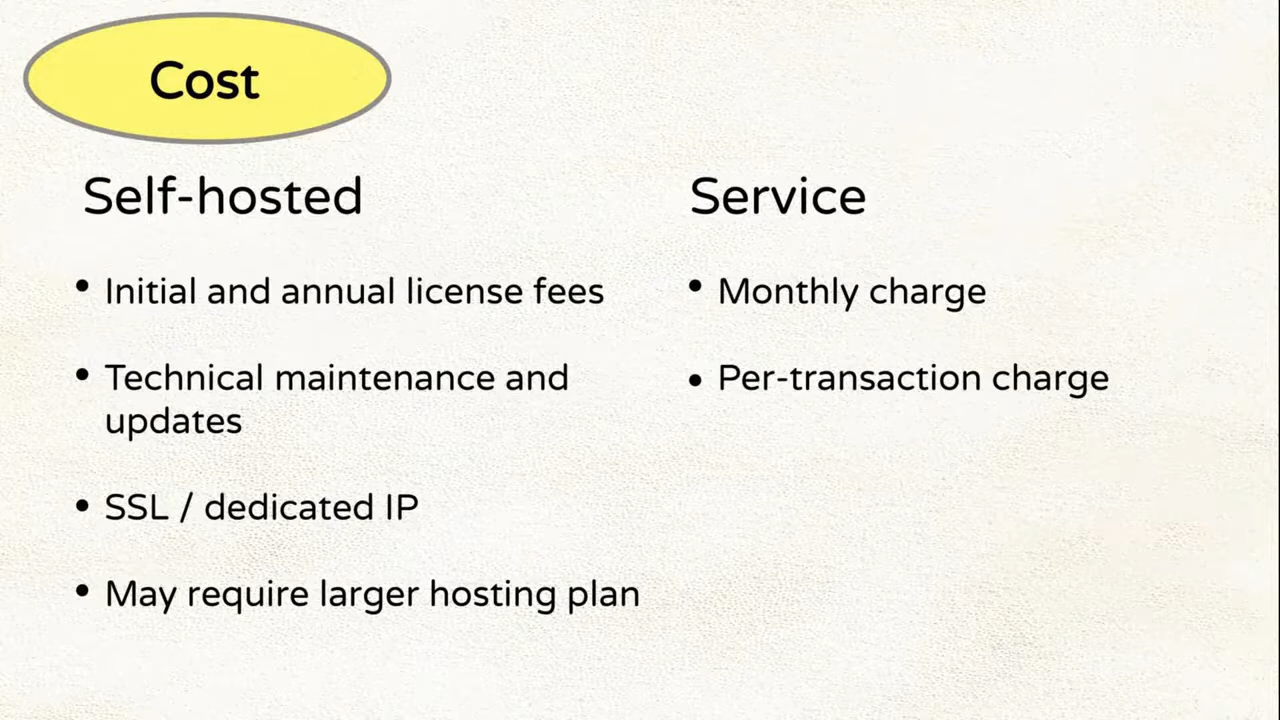 Cost
Self-hosted
• Initial and annual license fees
• Technical maintenance and
updates
• SSL / dedicated IP
• May require larger hosting plan
Service
• Monthly charge
• Per-transaction charge